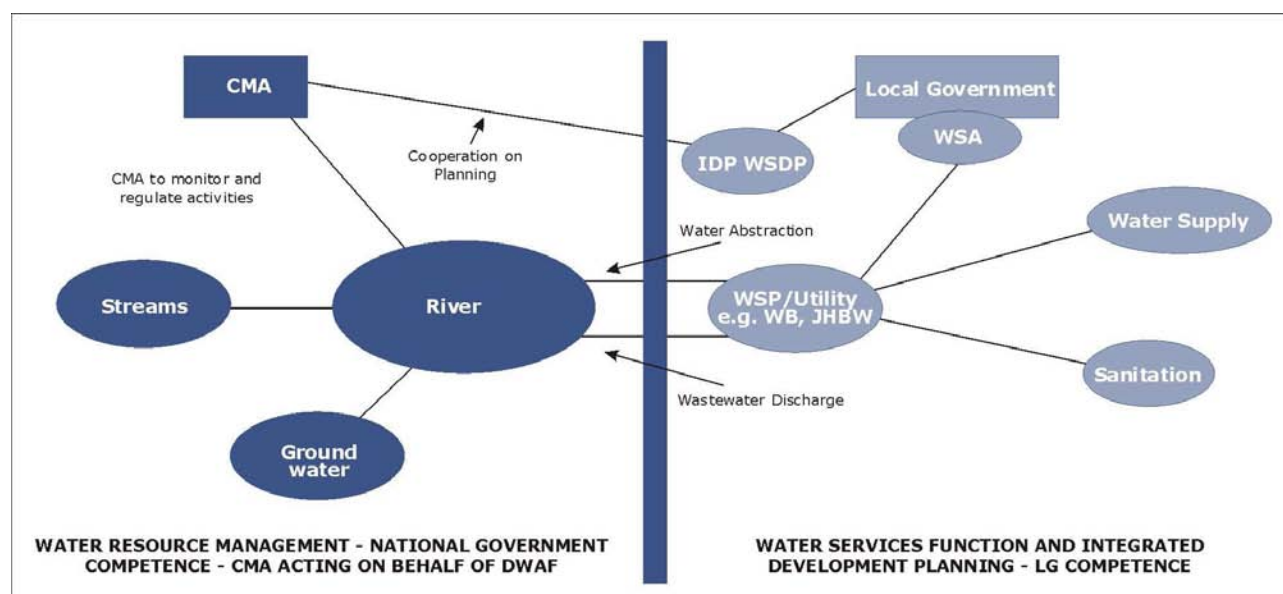 CMA
Local Government
WSA
IDP WSDP
Cooperation on
Planning
CMA to monitor and
regulate activities
Water Abstraction
Water Supply
Streams
River
WSP/Utility
e.g. WB, JHBW
Sanitation
Wastewater Discharge
Ground
water
WATER RESOURCE MANAGEMENT - NATIONAL GOVERNMENT
COMPETENCE - CMA ACTING ON BEHALF OF DWAF
WATER SERVICES FUNCTION AND INTEGRATED
DEVELOPMENT PLANNING - LG COMPETENCE